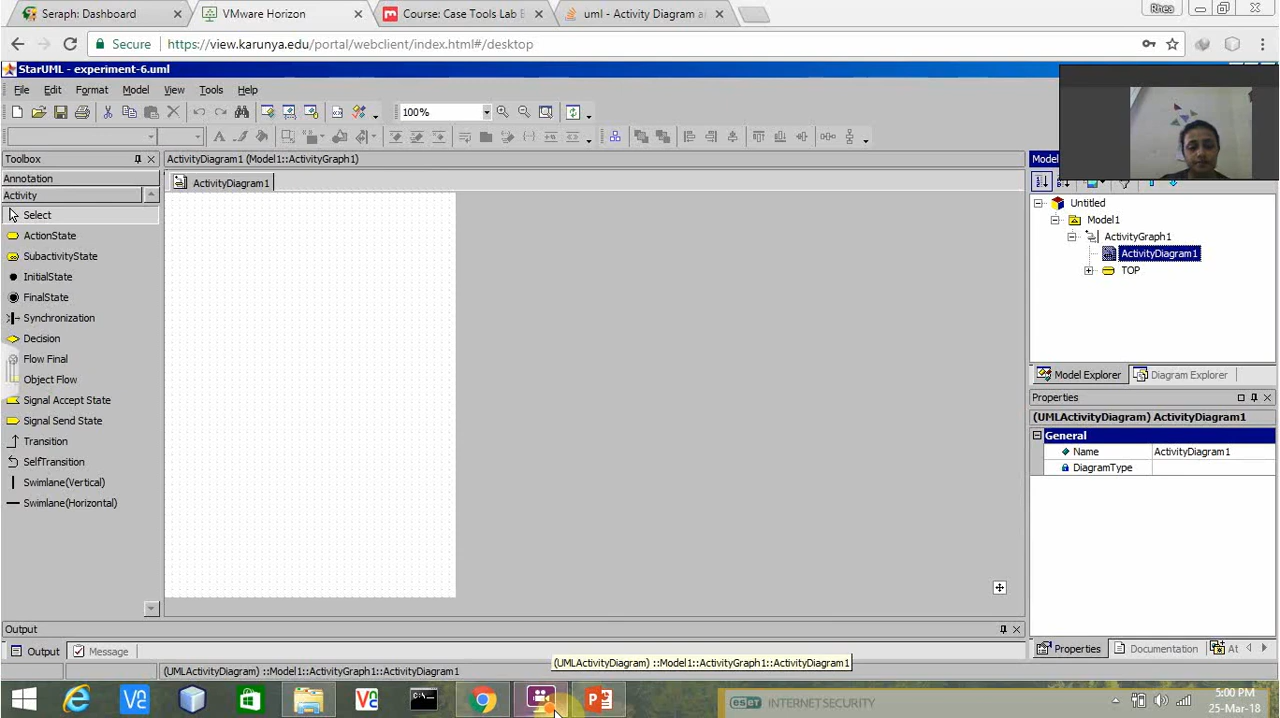 Seraph: Dashboard
VMware Horizon
Course: Case Tools Lab B
uml - Activity Diagram a
Rhea
Secure
https://view.karunya.edu/portal/webclient/index.html#/desktop
StarUML - experiment-6.uml
File Edit Format Model View Tools Help
100%
Toolbox
ActivityDiagram1 (Model1::ActivityGraph1)
Model
Annotation
Activity
ActivityDiagram1
Select
ActionState
SubactivityState
InitialState
FinalState
Synchronization
Decision
Flow Final
Object Flow
Signal Accept State
Signal Send State
Transition
SelfTransition
Swimlane(Vertical)
Swimlane(Horizontal)
Untitled
Model1
ActivityGraph1
ActivityDiagram1
TOP
Model Explorer
Diagram Explorer
Properties
(UMLActivityDiagram) ActivityDiagram1
General
Name ActivityDiagram1
DiagramType
Output
Output Message
Properties Documentation At
(UMLActivityDiagram) ::Model1::ActivityGraph1::ActivityDiagram1
(UMLActivityDiagram) ::Model1::ActivityGraph1::ActivityDiagram1
eset INTERNET SECURITY
5:00 PM
25-Mar-18